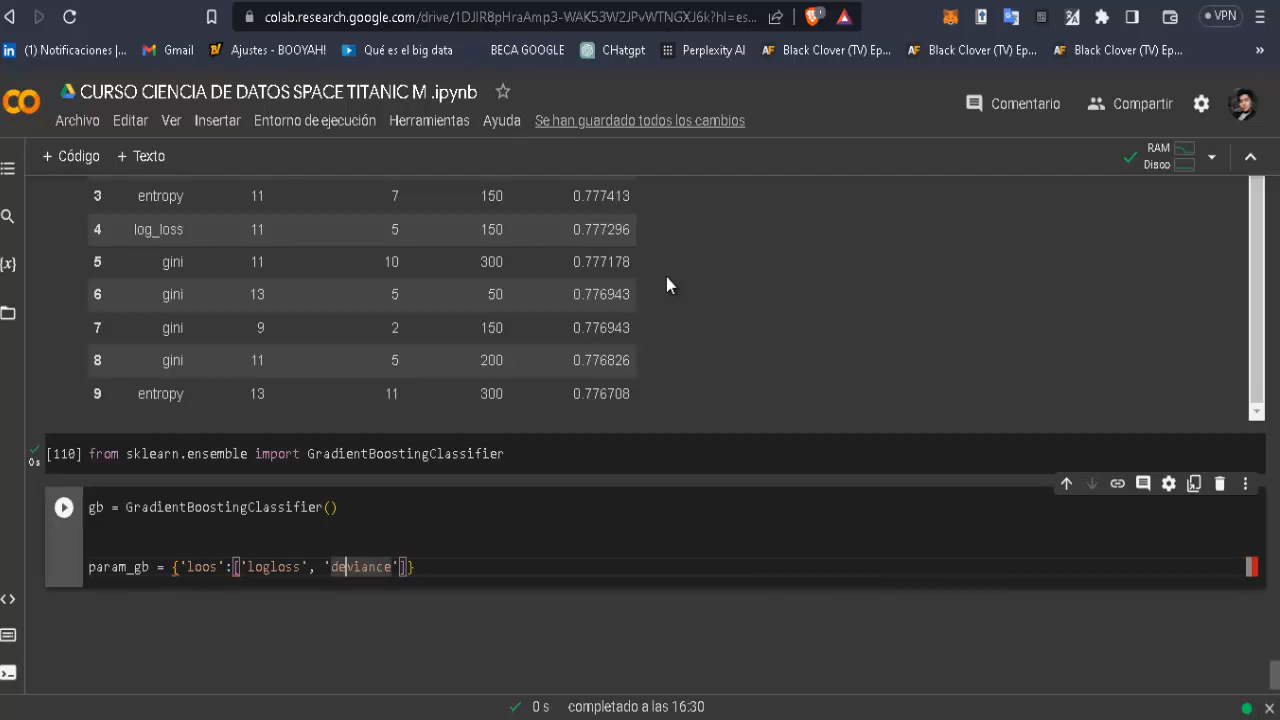 colab.research.google.com/drive/1DJIR8pHraAmp3-WAK53W2JPvWTNGXJ6k?hl=es...
VPN
(1) Notificaciones |... Gmail Ajustes - BOOYAH! Qué es el big data BECA GOOGLE CHatgpt Perplexity AI Black Clover (TV) Ep... Black Clover (TV) Ep... Black Clover (TV) Ep... »
CURSO CIENCIA DE DATOS SPACE TITANIC M .ipynb
Comentario Compartir
Archivo Editar Ver Insertar Entorno de ejecución Herramientas Ayuda Se han guardado todos los cambios
+ Código + Texto
RAM
Disco
3 entropy 11 7 150 0.777413
4 log_loss 11 5 150 0.777296
5 gini 11 10 300 0.777178
6 gini 13 5 50 0.776943
7 gini 9 2 150 0.776943
8 gini 11 5 200 0.776826
9 entropy 13 11 300 0.776708
[110] from sklearn.ensemble import GradientBoostingClassifier
0 s
gb = GradientBoostingClassifier()
param_gb = {'loos':['logloss', 'deviance']}
0 s completado a las 16:30